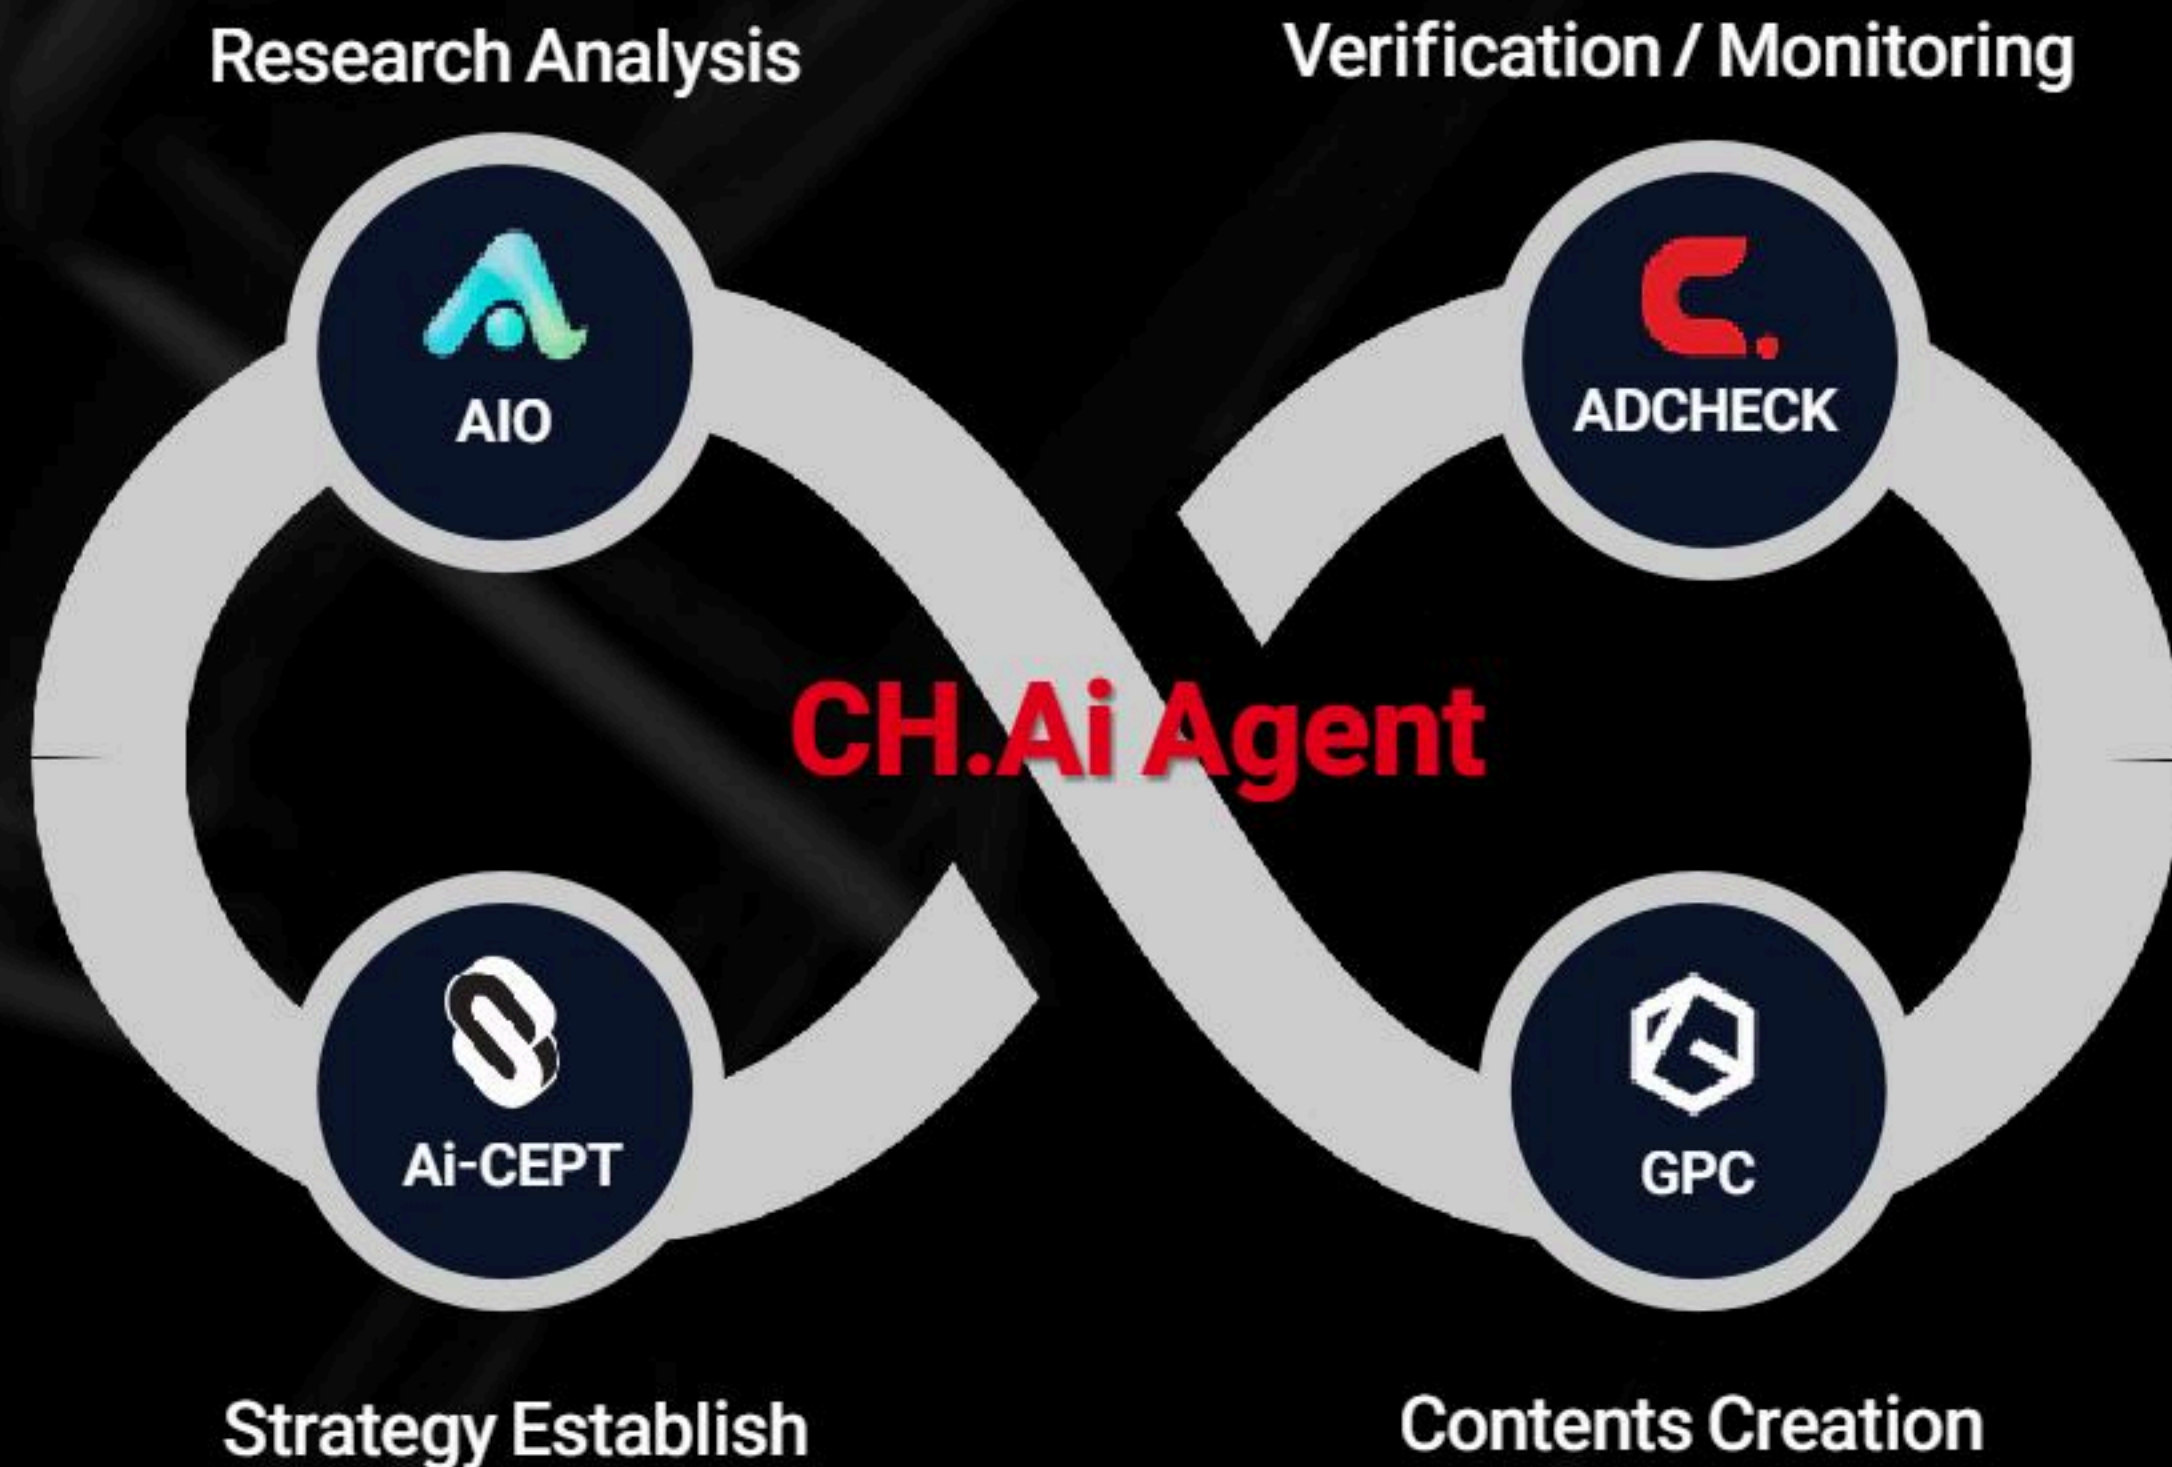 Research Analysis
Verification / Monitoring
AIO
ADCHECK
CH.Ai Agent
Ai-CEPT
GPC
Strategy Establish
Contents Creation